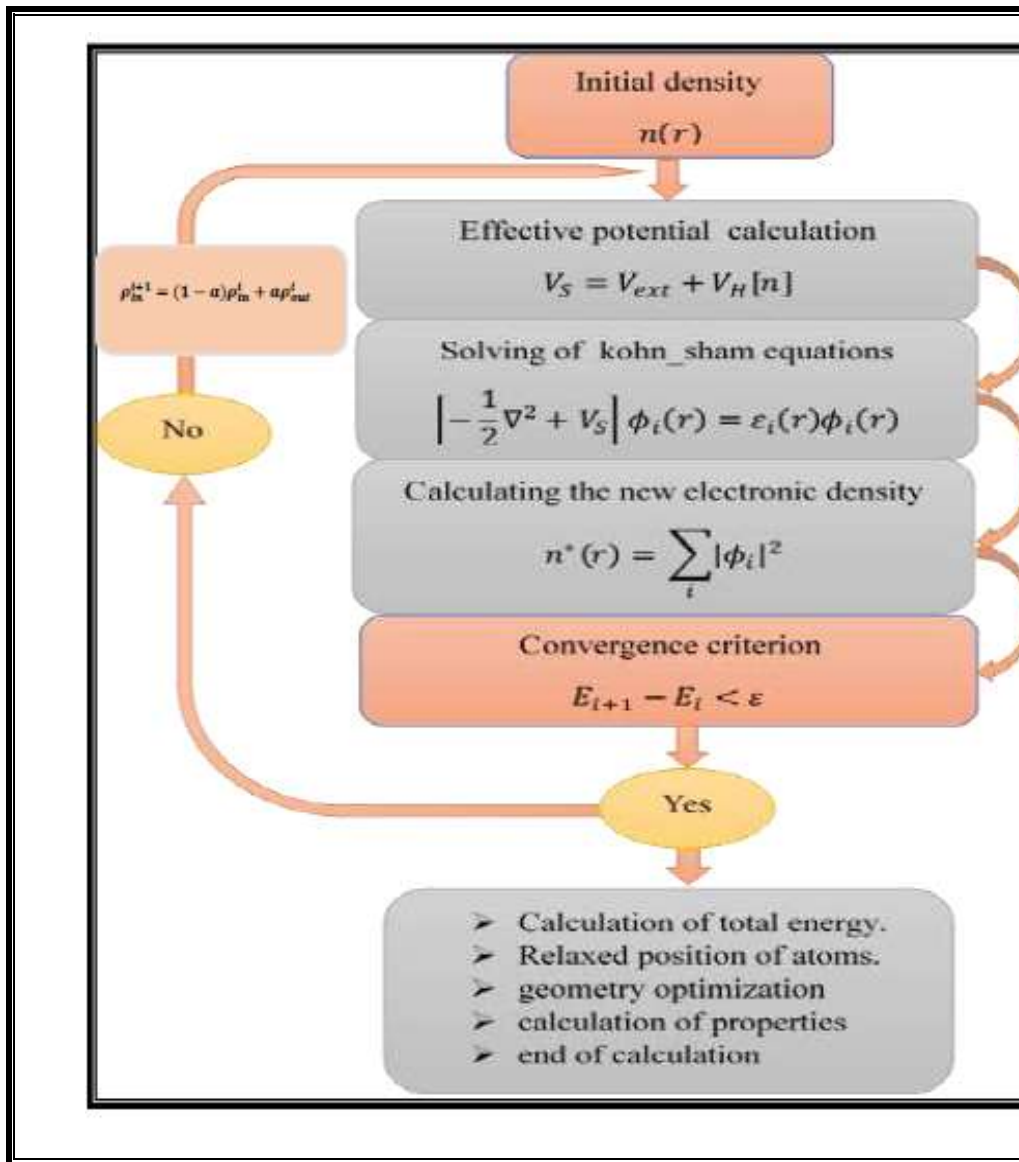 Initial density
n(r)
Effective potential calculation
V_S = V_ext + V_H[n]
ρ_in^{i+1} = (1 − a)ρ_in^i + aρ_out^i
Solving of kohn_sham equations
|−1/2 ∇² + V_S| ϕ_i(r) = ε_i(r)ϕ_i(r)
No
Calculating the new electronic density
n*(r) = ∑_i |ϕ_i|²
Convergence criterion
E_{i+1} − E_i < ε
Yes
➤ Calculation of total energy.
➤ Relaxed position of atoms.
➤ geometry optimization
➤ calculation of properties
➤ end of calculation